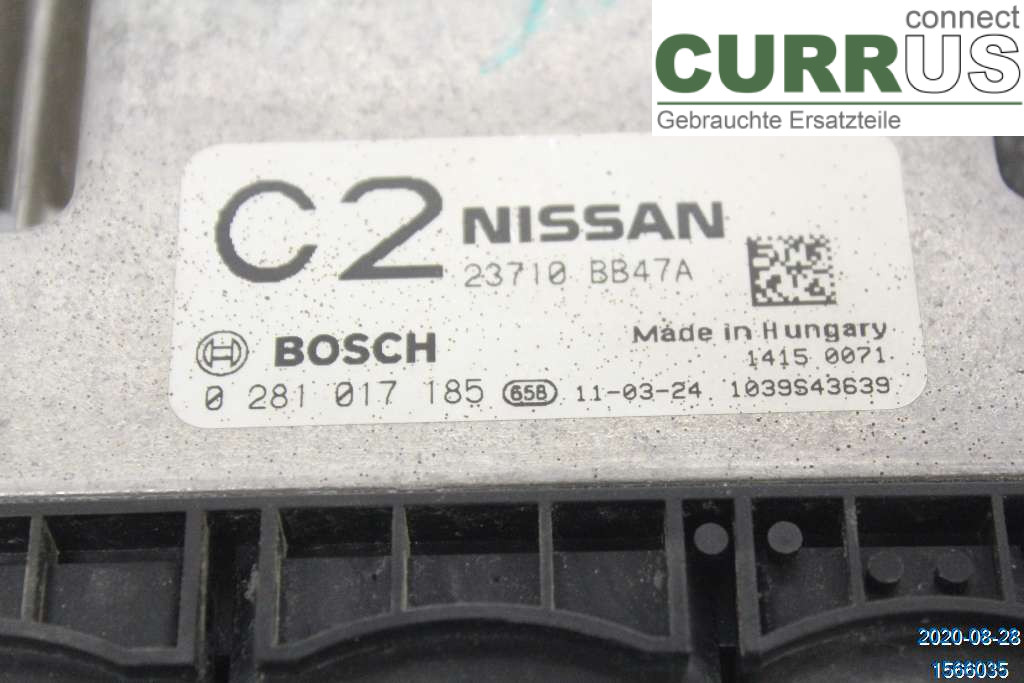 connect
CURRUS
Gebrauchte Ersatzteile
C2 NISSAN
23710 BB47A
BOSCH
Made in Hungary
1415 0071
0 281 017 185 65B 11-03-24 1039S43639
2020-08-28
1566035